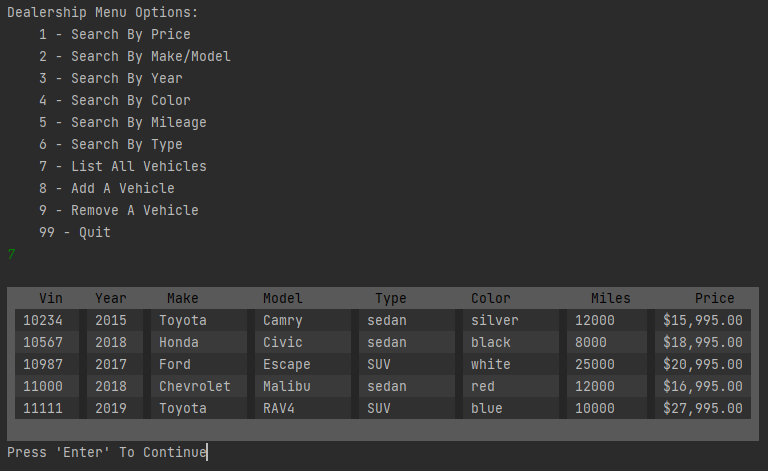 Dealership Menu Options:
1 - Search By Price
2 - Search By Make/Model
3 - Search By Year
4 - Search By Color
5 - Search By Mileage
6 - Search By Type
7 - List All Vehicles
8 - Add A Vehicle
9 - Remove A Vehicle
99 - Quit
7
Vin Year Make Model Type Color Miles Price
10234 2015 Toyota Camry sedan silver 12000 $15,995.00
10567 2018 Honda Civic sedan black 8000 $18,995.00
10987 2017 Ford Escape SUV white 25000 $20,995.00
11000 2018 Chevrolet Malibu sedan red 12000 $16,995.00
11111 2019 Toyota RAV4 SUV blue 10000 $27,995.00
Press 'Enter' To Continue